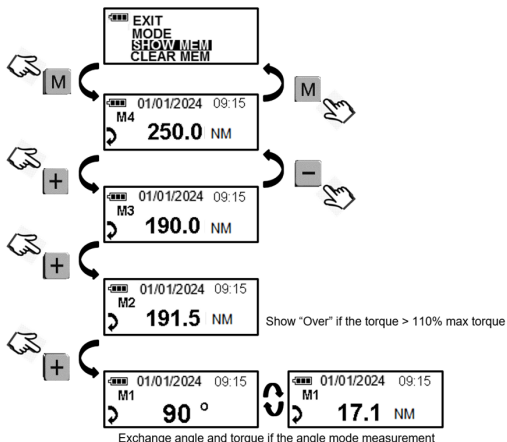 EXIT
MODE
SHOW MEM
CLEAR MEM
M
M
01/01/2024 09:15
M4
250.0 NM
+
-
01/01/2024 09:15
M3
190.0 NM
+
01/01/2024 09:15
M2
191.5 NM
Show “Over” if the torque > 110% max torque
+
01/01/2024 09:15
M1
90 °
01/01/2024 09:15
M1
17.1 NM
Exchange angle and torque if the angle mode measurement